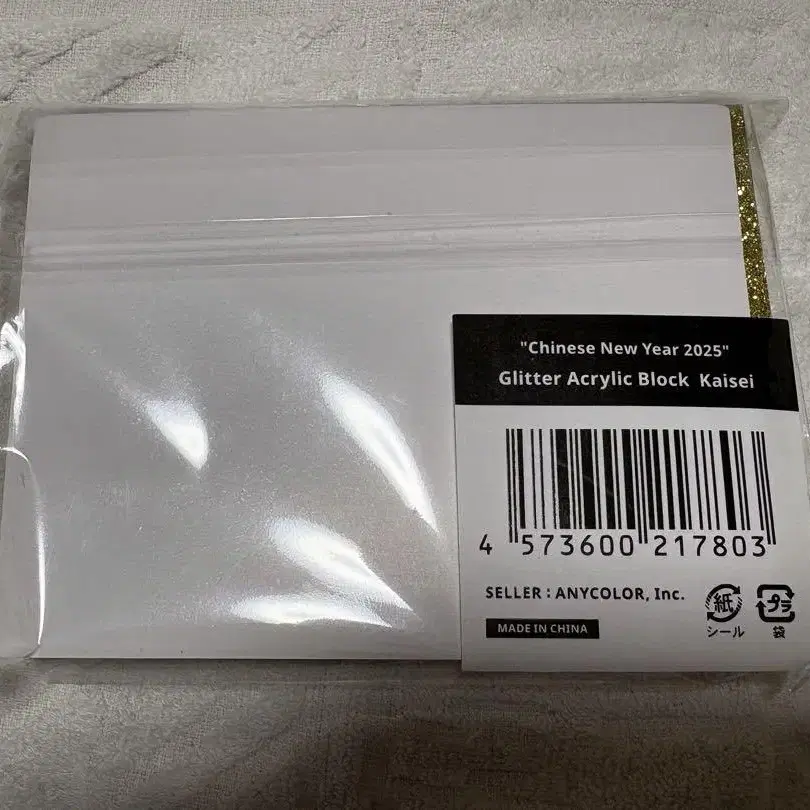 "Chinese New Year 2025"
Glitter Acrylic Block Kaisei
4 573600 217803
SELLER : ANYCOLOR, Inc.
MADE IN CHINA
紙
シール
プラ
袋